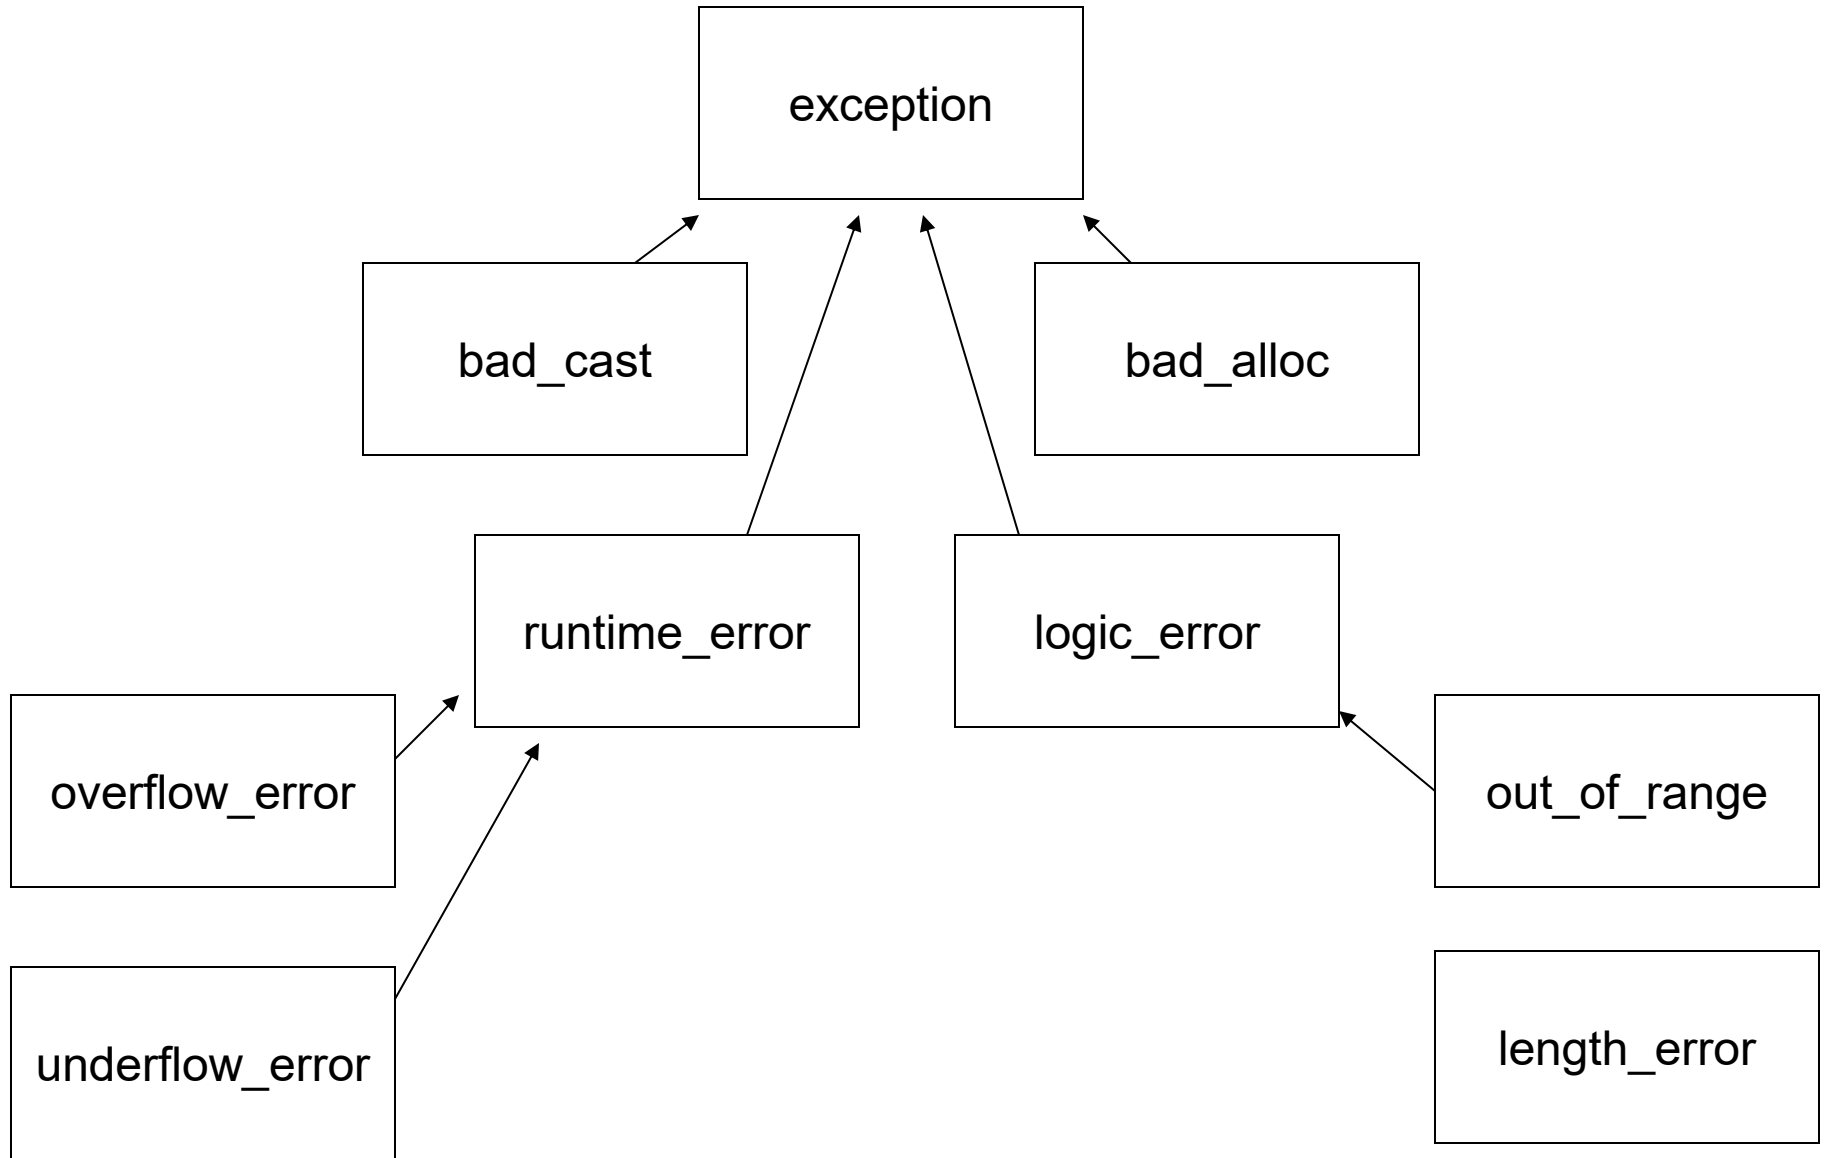 exception
bad_cast
bad_alloc
runtime_error
logic_error
overflow_error
out_of_range
underflow_error
length_error